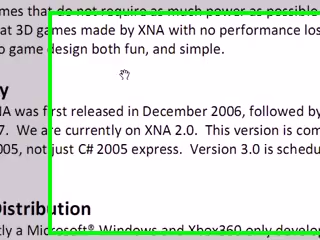 mes that do not require as much power as possible
at 3D games made by XNA with no performance los
o game design both fun, and simple.
y
NA was first released in December 2006, followed by
7. We are currently on XNA 2.0. This version is com
005, not just C# 2005 express. Version 3.0 is schedu
Distribution
tly a Microsoft® Windows and Xbox360 only develop